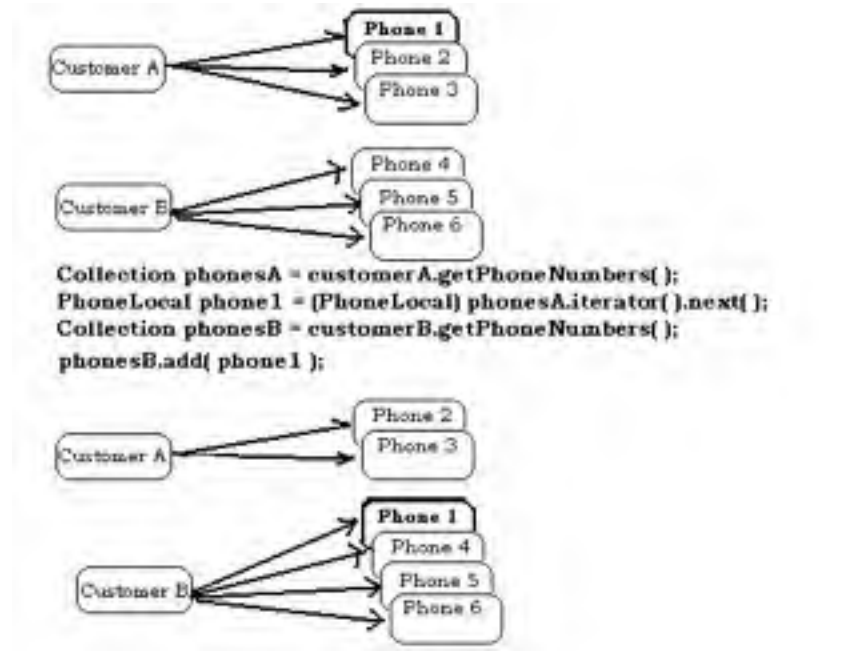 Phone 1
Customer A
Phone 2
Phone 3
Phone 4
Customer B
Phone 5
Phone 6
Collection phonesA = customerA.getPhoneNumbers( );
PhoneLocal phone1 = (PhoneLocal) phonesA.iterator( ).next( );
Collection phonesB = customerB.getPhoneNumbers( );
phonesB.add( phone1 );
Phone 2
Customer A
Phone 3
Phone 1
Phone 4
Customer B
Phone 5
Phone 6